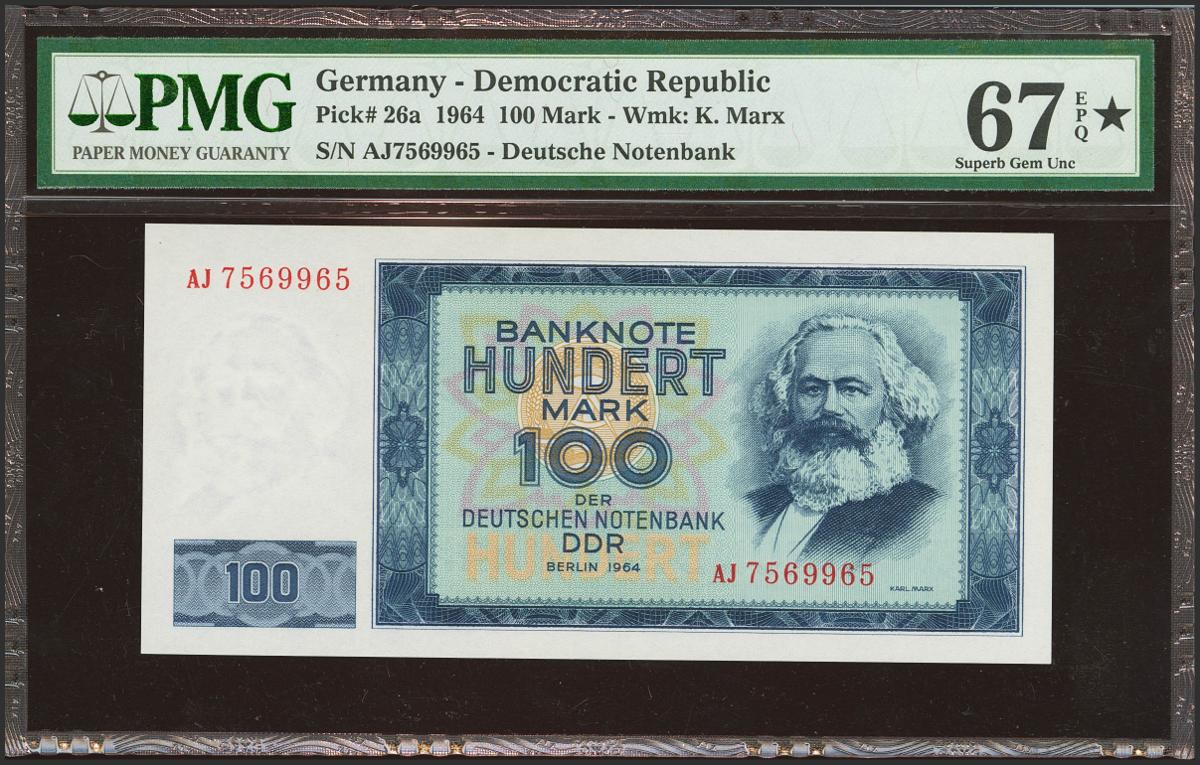 PMG
PAPER MONEY GUARANTY
Germany - Democratic Republic
Pick# 26a 1964 100 Mark - Wmk: K. Marx
S/N AJ7569965 - Deutsche Notenbank
67 EPQ ★
Superb Gem Unc
AJ 7569965
BANKNOTE
HUNDERT
MARK
100
DER
DEUTSCHEN NOTENBANK
DDR
HUNDERT
BERLIN 1964
AJ 7569965
KARL MARX
100